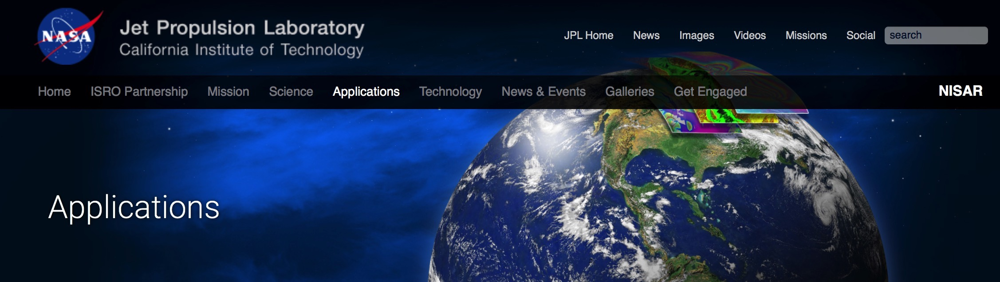 NASA
Jet Propulsion Laboratory
California Institute of Technology
JPL Home News Images Videos Missions Social search
Home ISRO Partnership Mission Science Applications Technology News & Events Galleries Get Engaged NISAR
Applications